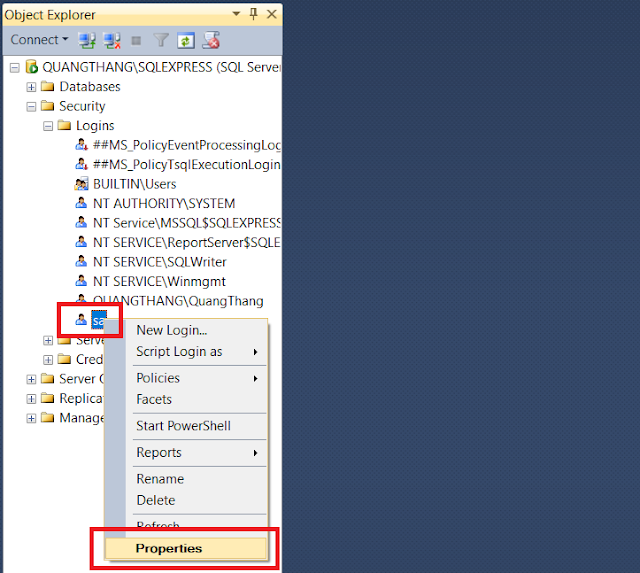 Object Explorer
Connect
QUANGTHANG\SQLEXPRESS (SQL Server
Databases
Security
Logins
##MS_PolicyEventProcessingLog
##MS_PolicyTsqlExecutionLogin
BUILTIN\Users
NT AUTHORITY\SYSTEM
NT Service\MSSQL$SQLEXPRESS
NT SERVICE\ReportServer$SQLE
NT SERVICE\SQLWriter
NT SERVICE\Winmgmt
QUANGTHANG\QuangThang
sa
Serve
Cred
Server O
Replicat
Manage
New Login...
Script Login as
Policies
Facets
Start PowerShell
Reports
Rename
Delete
Refresh
Properties